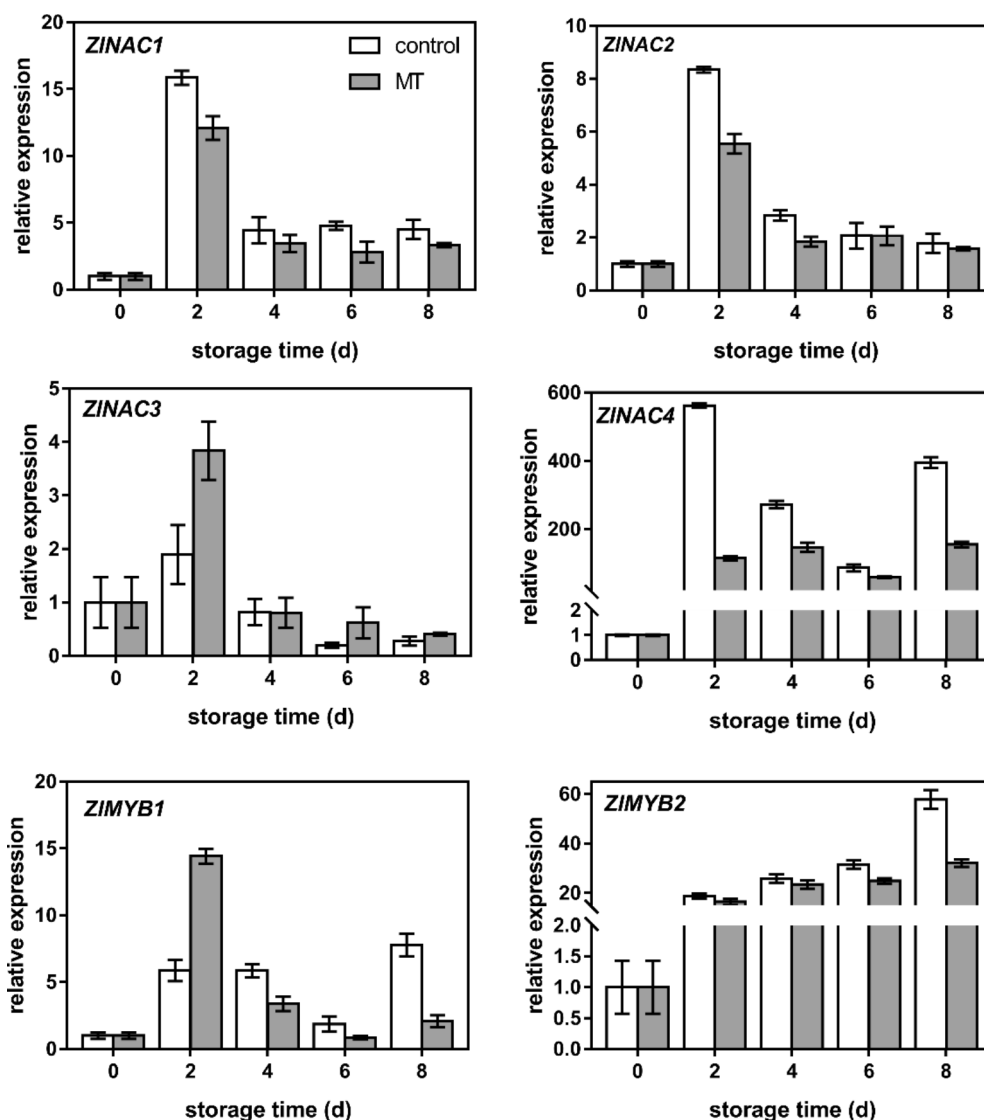 ZlNAC1
control
MT
20
15
10
5
0
relative expression
0 2 4 6 8
storage time (d)
ZlNAC2
10
8
6
4
2
0
relative expression
0 2 4 6 8
storage time (d)
ZlNAC3
5
4
3
2
1
0
relative expression
0 2 4 6 8
storage time (d)
ZlNAC4
600
400
200
2
1
0
relative expression
0 2 4 6 8
storage time (d)
ZlMYB1
20
15
10
5
0
relative expression
0 2 4 6 8
storage time (d)
ZlMYB2
60
40
20
2.0
1.5
1.0
0.5
0.0
relative expression
0 2 4 6 8
storage time (d)